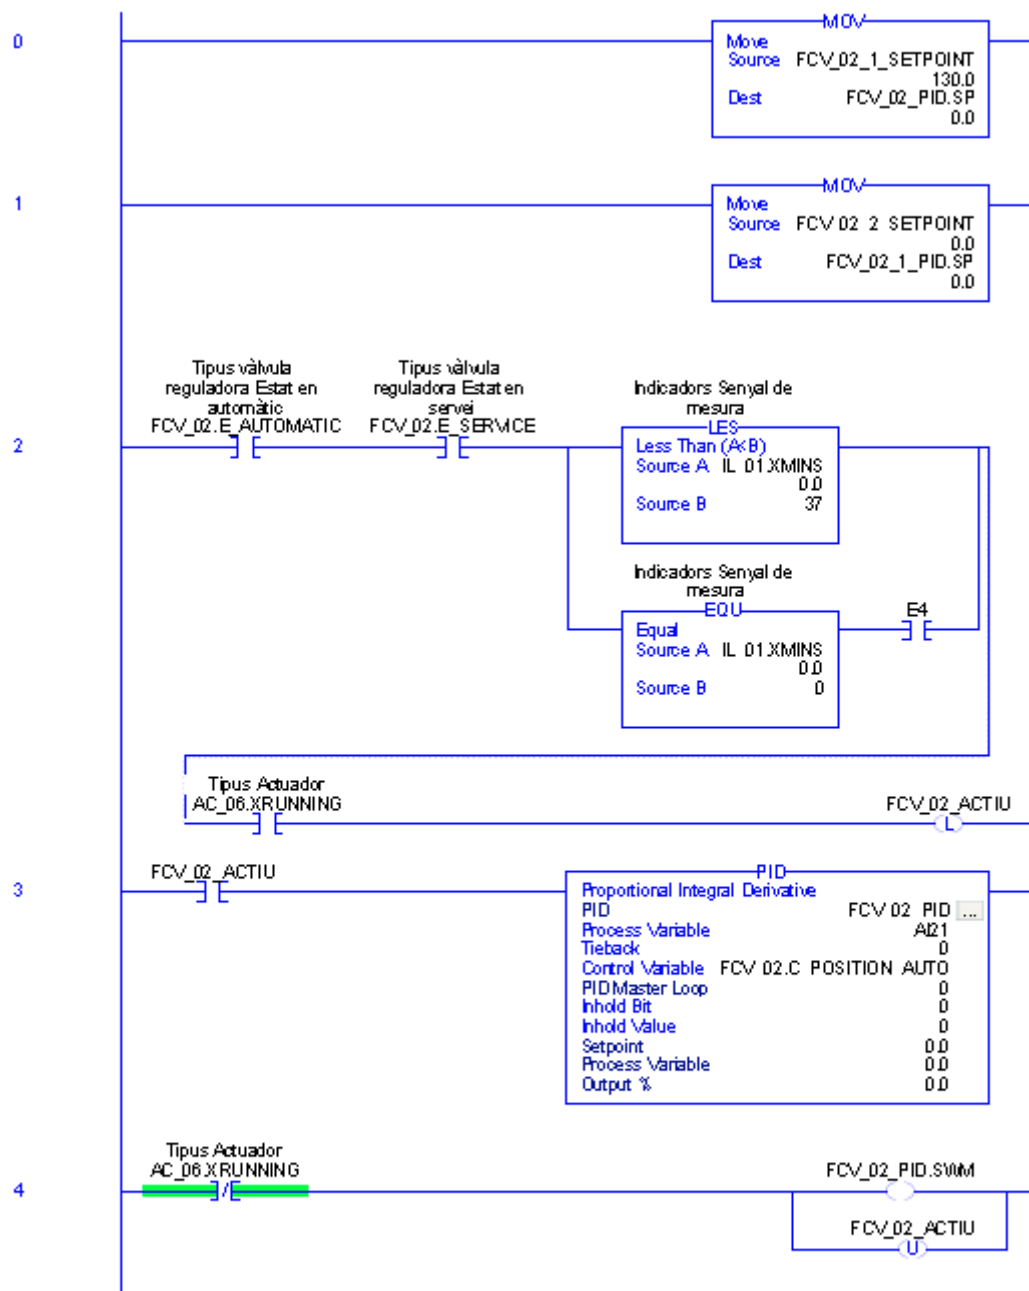 0
MOV
Move
Source FCV_02_1_SETPOINT
130.0
Dest FCV_02_PID.SP
0.0
1
MOV
Move
Source FCV 02 2 SETPOINT
0.0
Dest FCV_02_1_PID.SP
0.0
2
Tipus vàlvula
reguladora Estat en
automàtic
FCV_02.E_AUTOMATIC
Tipus vàlvula
reguladora Estat en
servei
FCV_02.E_SERVICE
Indicadors Senyal de
mesura
LES
Less Than (A<B)
Source A IL 01.XMINS
0.0
Source B 37
Indicadors Senyal de
mesura
EQU
Equal
Source A IL 01.XMINS
0.0
Source B 0
E4
Tipus Actuador
AC_06.XRUNNING
FCV_02_ACTIU
L
3
FCV_02_ACTIU
PID
Proportional Integral Derivative
PID FCV 02 PID ...
Process Variable AI21
Tieback 0
Control Variable FCV 02.C POSITION AUTO
PID Master Loop 0
Inhold Bit 0
Inhold Value 0
Setpoint 0.0
Process Variable 0.0
Output % 0.0
4
Tipus Actuador
AC_06.XRUNNING
FCV_02_PID.SWM
FCV_02_ACTIU
U